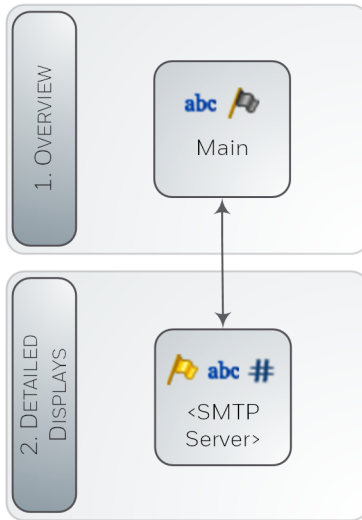 1. OVERVIEW
abc
Main
2. DETAILED
DISPLAYS
abc #
<SMTP
Server>